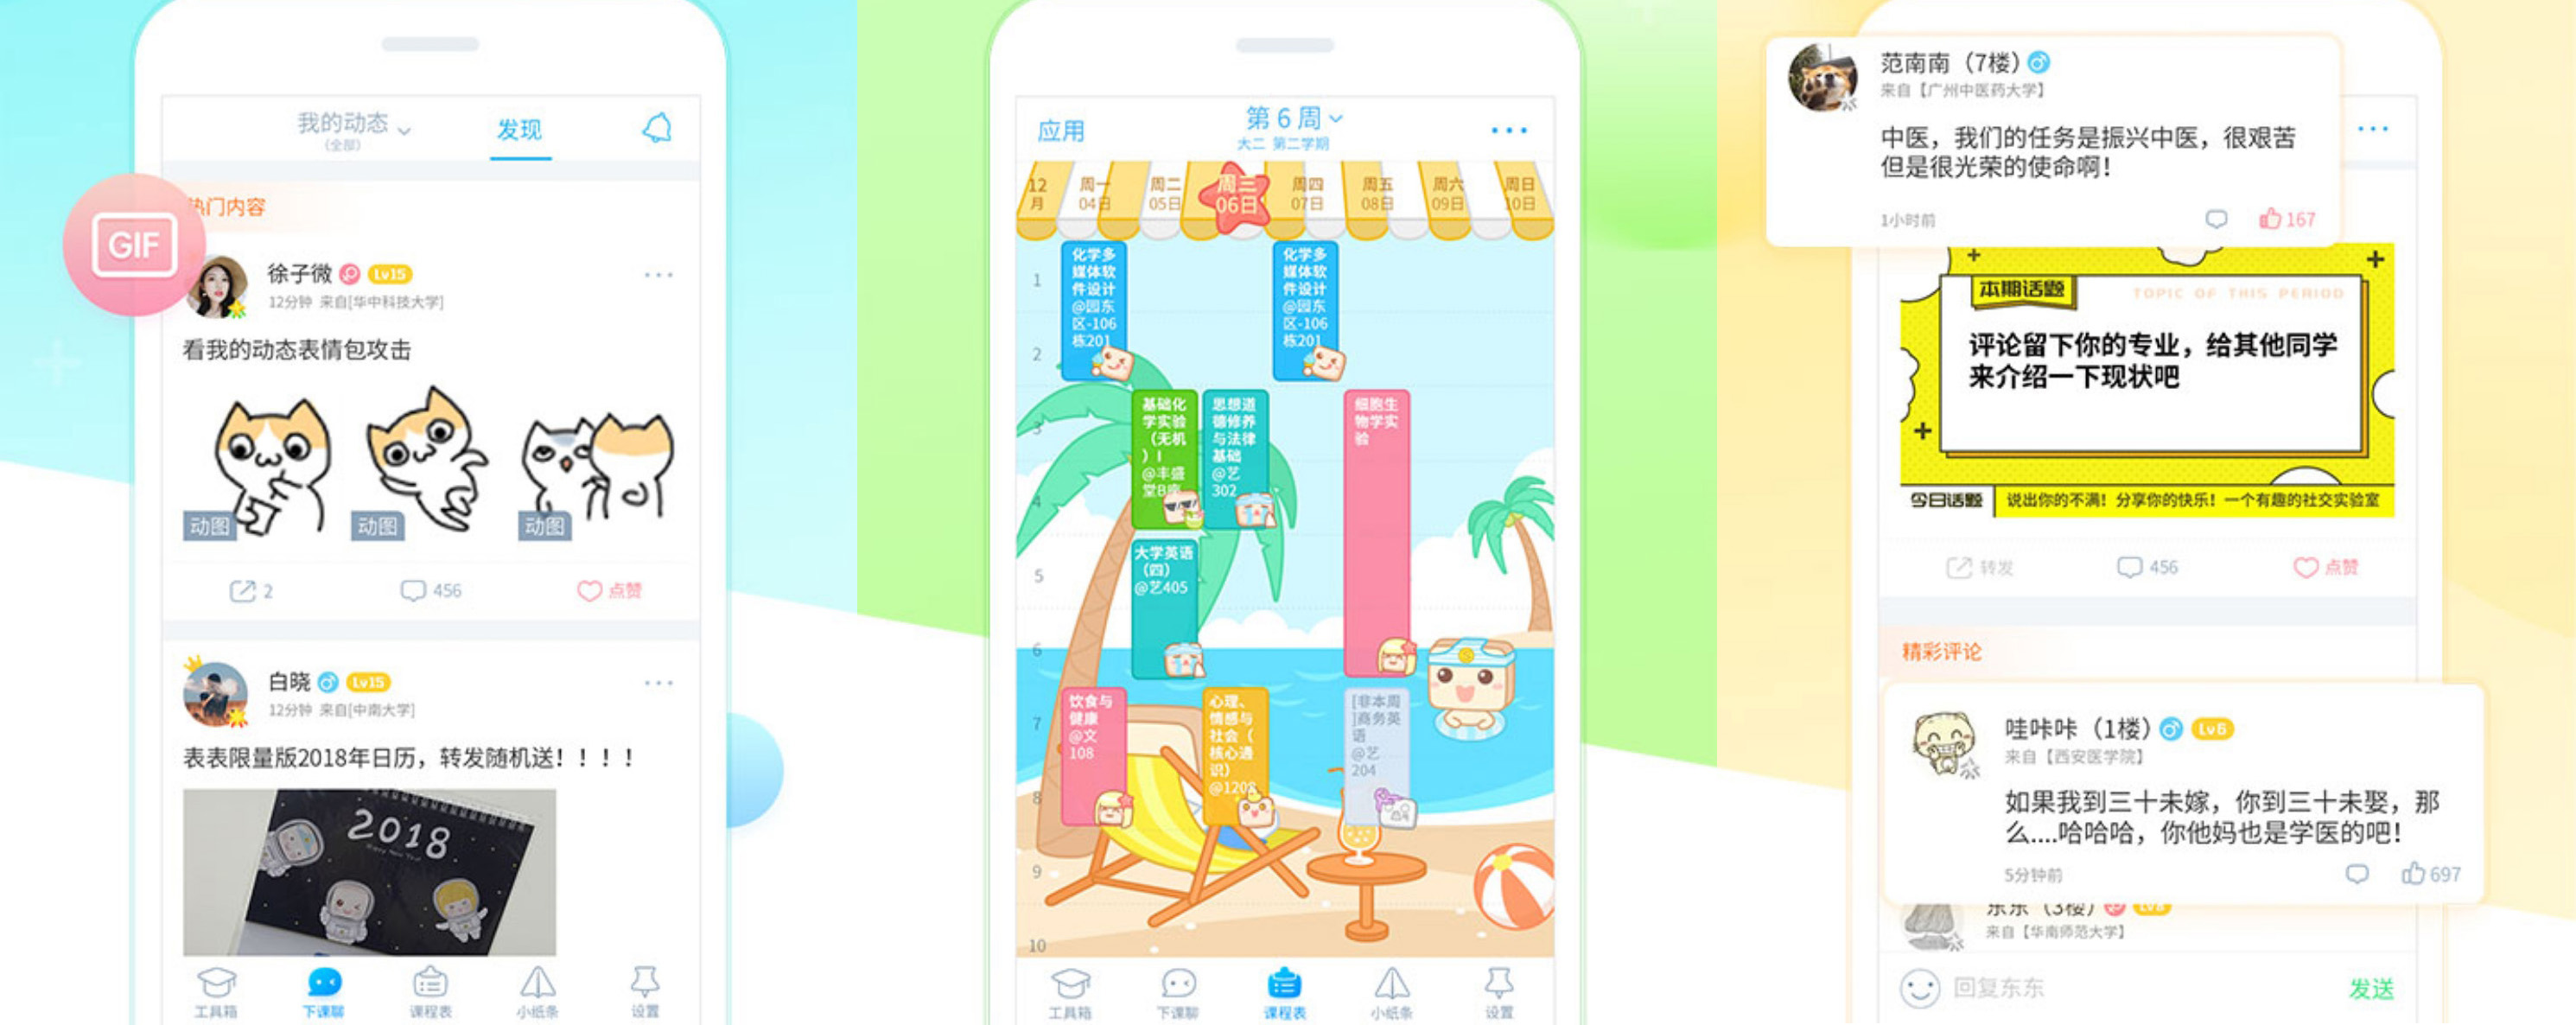 我的动态
(全部)
发现
GIF
热门内容
徐子微 Lv15
12分钟 来自[华中科技大学]
看我的动态表情包攻击
动图
动图
动图
2
456
点赞
白晓 Lv15
12分钟 来自[中南大学]
表表限量版2018年日历，转发随机送！！！！
2018
Happy New Year
工具箱
下课聊
课程表
小纸条
设置
应用
第 6 周
大二 第二学期
12月
周一
04日
周二
05日
周三
06日
周四
07日
周五
08日
周六
09日
周日
10日
1
2
3
4
5
6
7
8
9
10
化学多
媒体软
件设计
@园东
区-106
栋201
化学多
媒体软
件设计
@园东
区-106
栋201
基础化
学实验
（无机
）I
@丰盛
堂B座
思想道
德修养
与法律
基础
@艺
302
细胞生
物学实
验
大学英语
（四）
@艺405
饮食与
健康
@文
108
心理、
情感与
社会（
核心通
识）
@1208
[非本周
]商务英
语
@艺
204
工具箱
下课聊
课程表
小纸条
设置
范南南（7楼）
来自【广州中医药大学】
中医，我们的任务是振兴中医，很艰苦
但是很光荣的使命啊！
1小时前
167
本期话题
TOPIC OF THIS PERIOD
评论留下你的专业，给其他同学
来介绍一下现状吧
今日话题
说出你的不满！分享你的快乐！一个有趣的社交实验室
转发
456
点赞
精彩评论
哇咔咔（1楼） Lv6
来自【西安医学院】
如果我到三十未嫁，你到三十未娶，那
么....哈哈哈，你他妈也是学医的吧！
5分钟前
697
东东（3楼）
来自【华南师范大学】
回复东东
发送